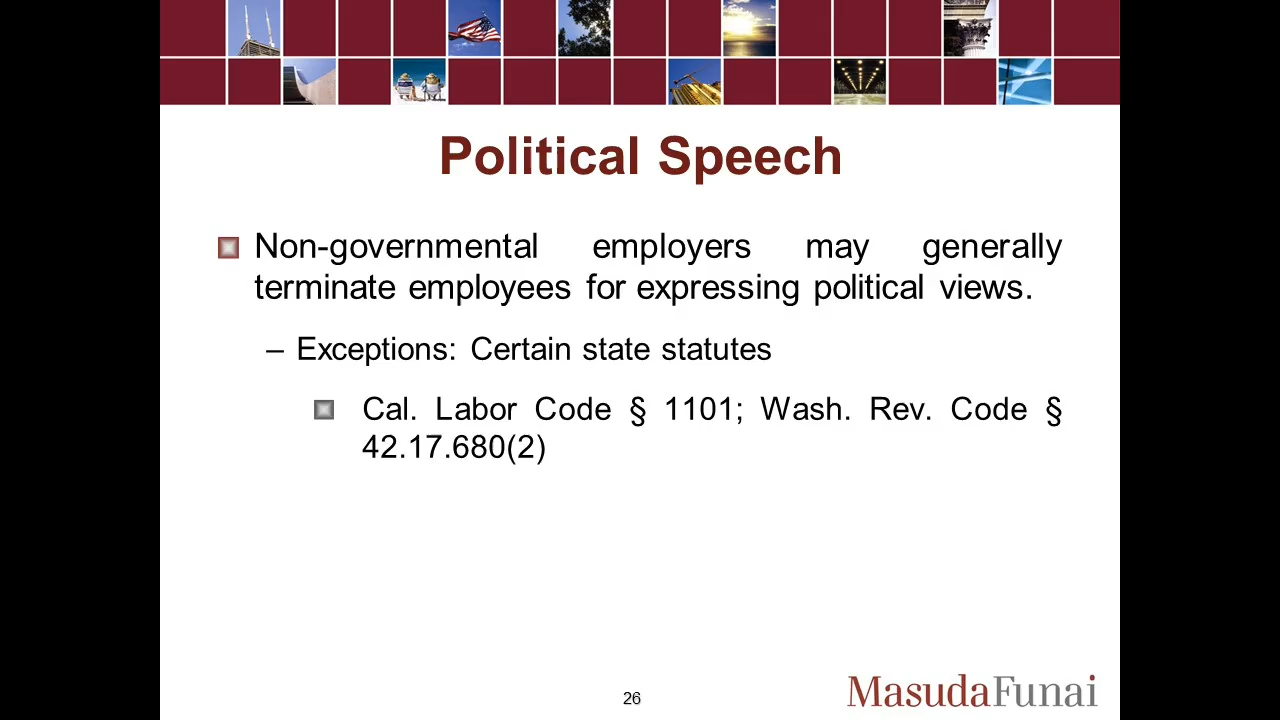 Political Speech
Non-governmental employers may generally
terminate employees for expressing political views.
– Exceptions: Certain state statutes
Cal. Labor Code § 1101; Wash. Rev. Code §
42.17.680(2)
26
MasudaFunai